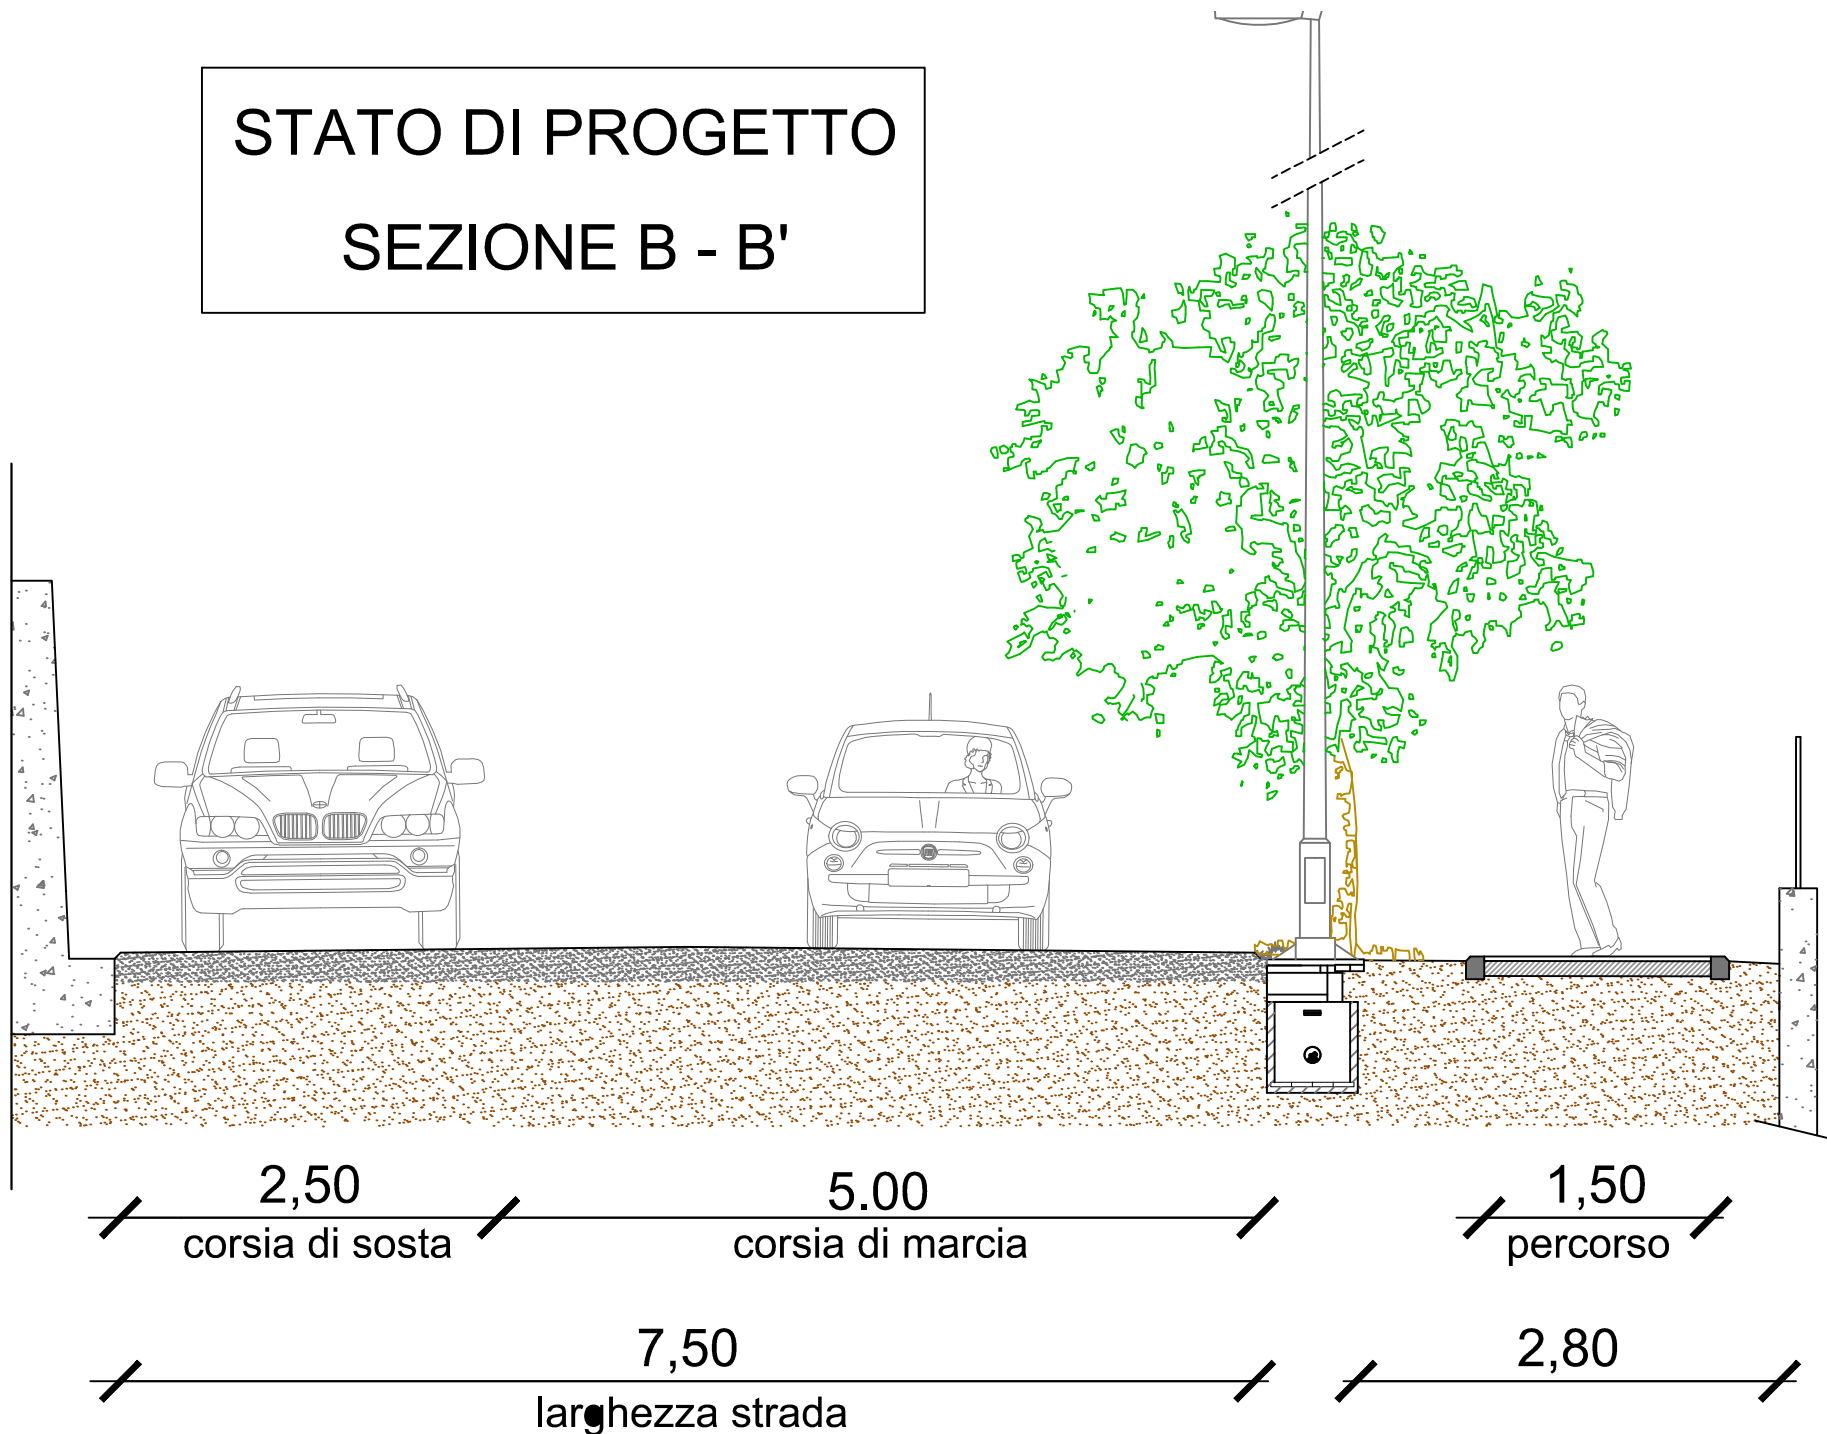 STATO DI PROGETTO
SEZIONE B - B'
2,50
5.00
1,50
corsia di sosta
corsia di marcia
percorso
7,50
2,80
larghezza strada